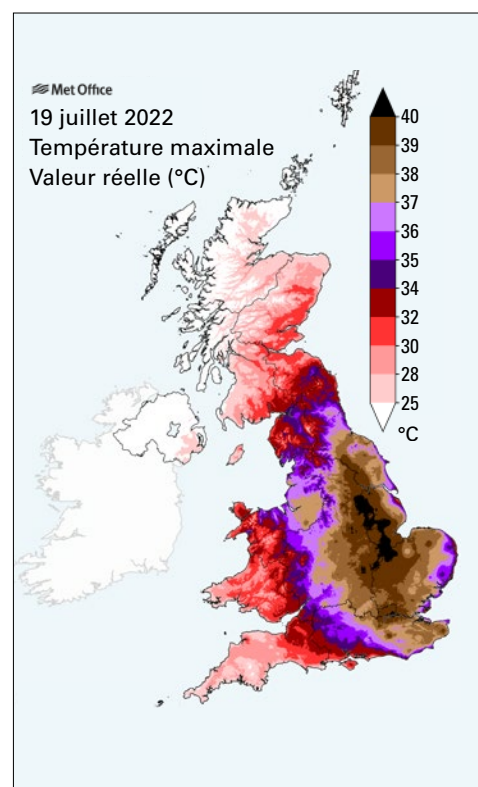 Met Office
19 juillet 2022
Température maximale
Valeur réelle (°C)
40
39
38
37
36
35
34
32
30
28
25
°C